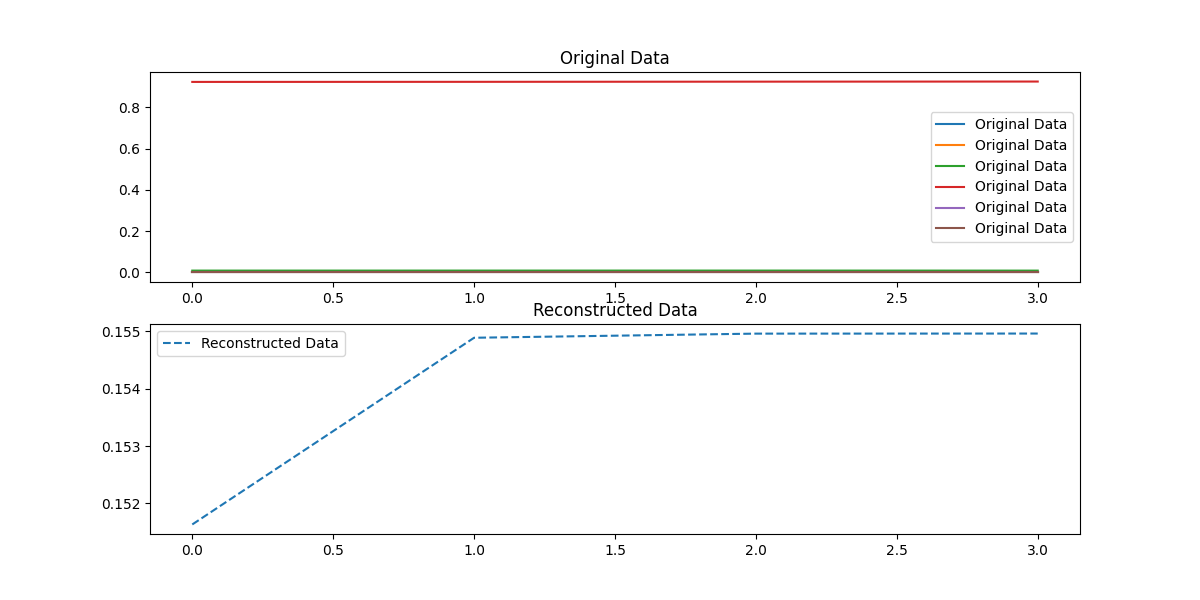 Original Data
0.8
0.6
0.4
0.2
0.0
Original Data
Original Data
Original Data
Original Data
Original Data
Original Data
0.0 0.5 1.0 1.5 2.0 2.5 3.0
Reconstructed Data
0.155
0.154
0.153
0.152
Reconstructed Data
0.0 0.5 1.0 1.5 2.0 2.5 3.0